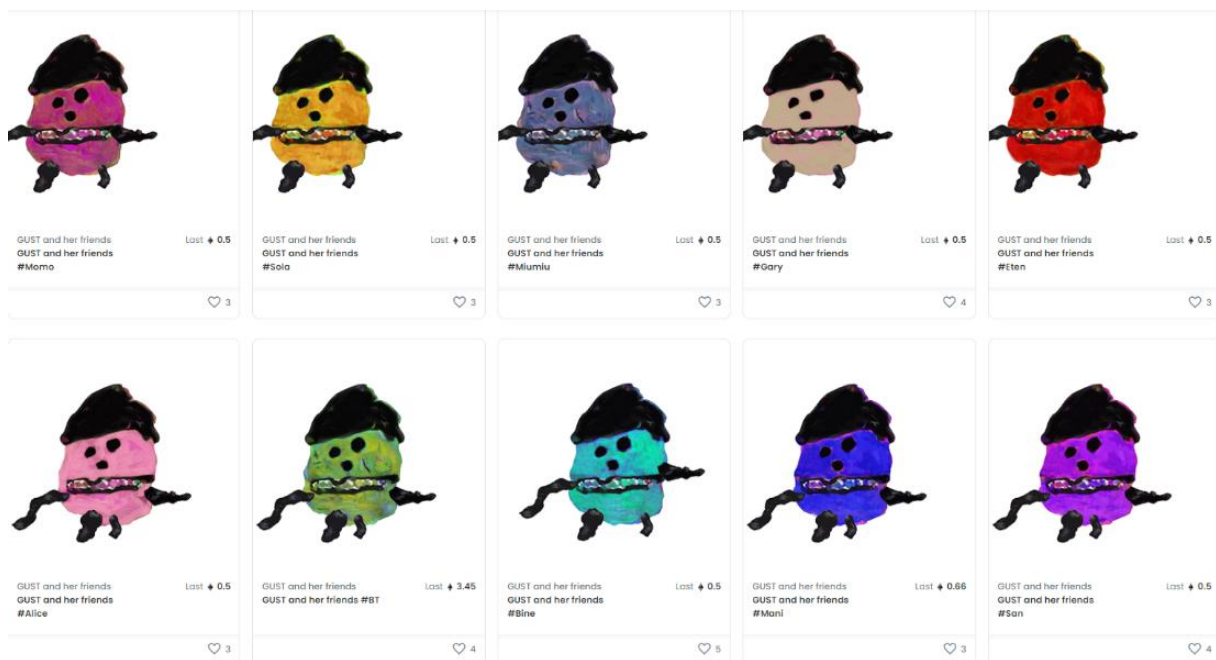 GUST and her friends Last 0.5
GUST and her friends
#Momo
3
GUST and her friends Last 0.5
GUST and her friends
#Sola
3
GUST and her friends Last 0.5
GUST and her friends
#Miumiu
3
GUST and her friends Last 0.5
GUST and her friends
#Gary
4
GUST and her friends Last 0.5
GUST and her friends
#Eten
3
GUST and her friends Last 0.5
GUST and her friends
#Alice
3
GUST and her friends Last 3.45
GUST and her friends #BT
4
GUST and her friends Last 0.5
GUST and her friends
#Bine
5
GUST and her friends Last 0.66
GUST and her friends
#Mani
3
GUST and her friends Last 0.5
GUST and her friends
#San
4